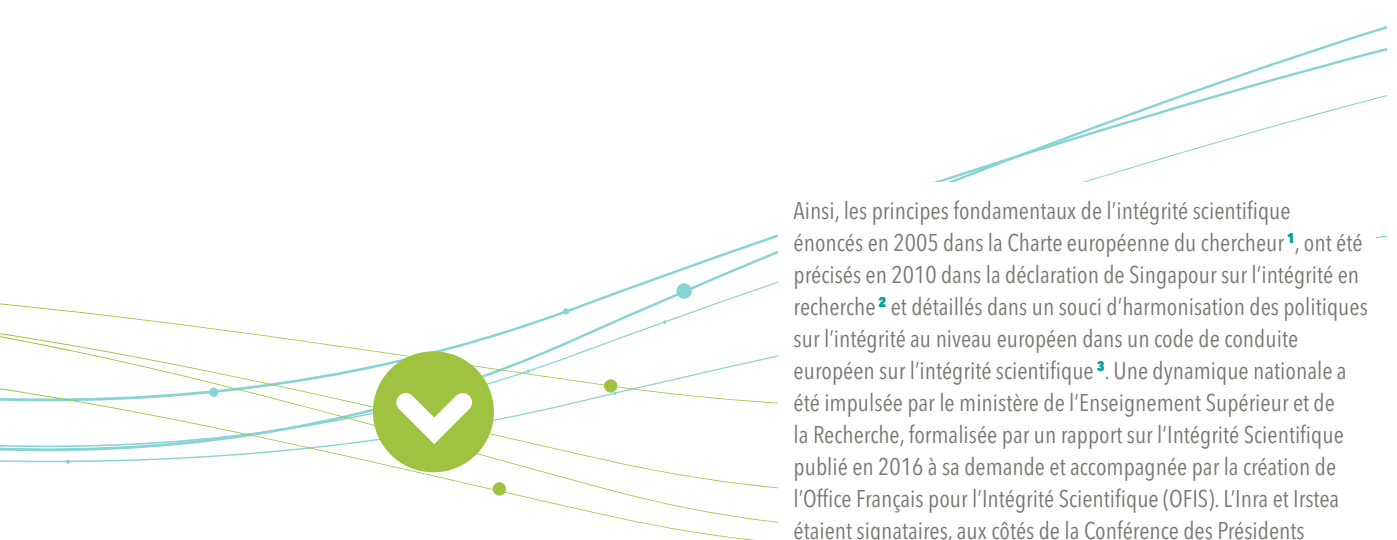 Ainsi, les principes fondamentaux de l'intégrité scientifique
énoncés en 2005 dans la Charte européenne du chercheur 1, ont été
précisés en 2010 dans la déclaration de Singapour sur l'intégrité en
recherche 2 et détaillés dans un souci d'harmonisation des politiques
sur l'intégrité au niveau européen dans un code de conduite
européen sur l'intégrité scientifique 3. Une dynamique nationale a
été impulsée par le ministère de l'Enseignement Supérieur et de
la Recherche, formalisée par un rapport sur l'Intégrité Scientifique
publié en 2016 à sa demande et accompagnée par la création de
l'Office Français pour l'Intégrité Scientifique (OFIS). L'Inra et Irstea
étaient signataires, aux côtés de la Conférence des Présidents